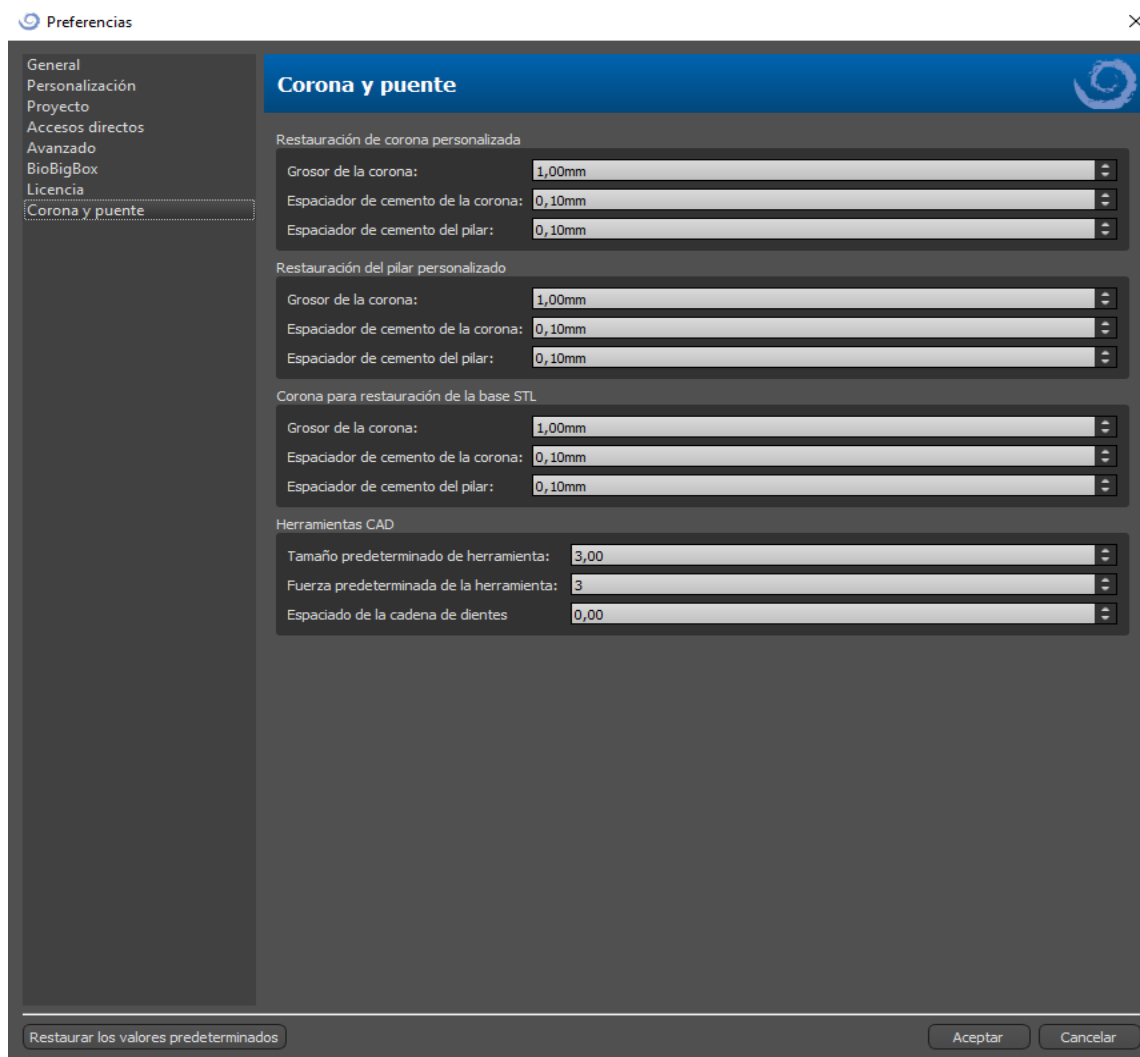 Preferencias
General
Personalización
Proyecto
Accesos directos
Avanzado
BioBigBox
Licencia
Corona y puente
Corona y puente
Restauración de corona personalizada
Grosor de la corona: 1,00mm
Espaciador de cemento de la corona: 0,10mm
Espaciador de cemento del pilar: 0,10mm
Restauración del pilar personalizado
Grosor de la corona: 1,00mm
Espaciador de cemento de la corona: 0,10mm
Espaciador de cemento del pilar: 0,10mm
Corona para restauración de la base STL
Grosor de la corona: 1,00mm
Espaciador de cemento de la corona: 0,10mm
Espaciador de cemento del pilar: 0,10mm
Herramientas CAD
Tamaño predeterminado de herramienta: 3,00
Fuerza predeterminada de la herramienta: 3
Espaciado de la cadena de dientes 0,00
Restaurar los valores predeterminados
Aceptar
Cancelar